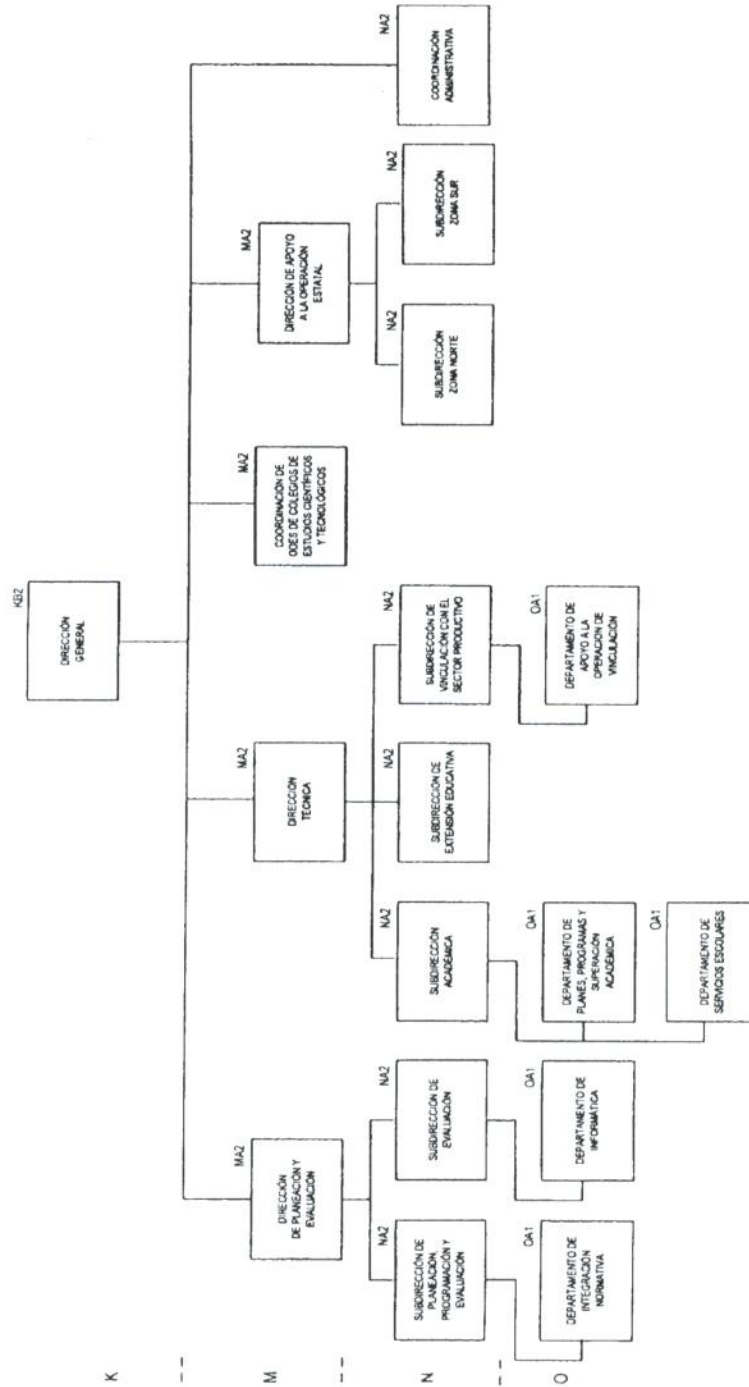 KB2
DIRECCIÓN
GENERAL
MA2
DIRECCIÓN
DE PLANEACIÓN Y
EVALUACIÓN
MA2
DIRECCIÓN
TÉCNICA
MA2
COORDINACIÓN DE
ODES DE COLEGIOS DE
ESTUDIOS CIENTÍFICOS
Y TECNOLÓGICOS
MA2
DIRECCIÓN DE APOYO
A LA OPERACIÓN
ESTATAL
NA2
SUBDIRECCIÓN DE
PLANEACIÓN,
PROGRAMACIÓN Y
EVALUACIÓN
NA2
SUBDIRECCIÓN DE
EVALUACIÓN
NA2
SUBDIRECCIÓN
ACADÉMICA
NA2
SUBDIRECCIÓN DE
EXTENSIÓN EDUCATIVA
NA2
SUBDIRECCIÓN DE
VINCULACIÓN CON EL
SECTOR PRODUCTIVO
NA2
SUBDIRECCIÓN
ZONA NORTE
NA2
SUBDIRECCIÓN
ZONA SUR
NA2
COORDINACIÓN
ADMINISTRATIVA
OA1
DEPARTAMENTO DE
INTEGRACIÓN
NORMATIVA
OA1
DEPARTAMENTO DE
INFORMÁTICA
OA1
DEPARTAMENTO DE
PLANES, PROGRAMAS Y
SUPERACIÓN
ACADÉMICA
OA1
DEPARTAMENTO DE
APOYO A LA
OPERACIÓN DE
VINCULACIÓN
OA1
DEPARTAMENTO DE
SERVICIOS ESCOLARES
K
M
N
O